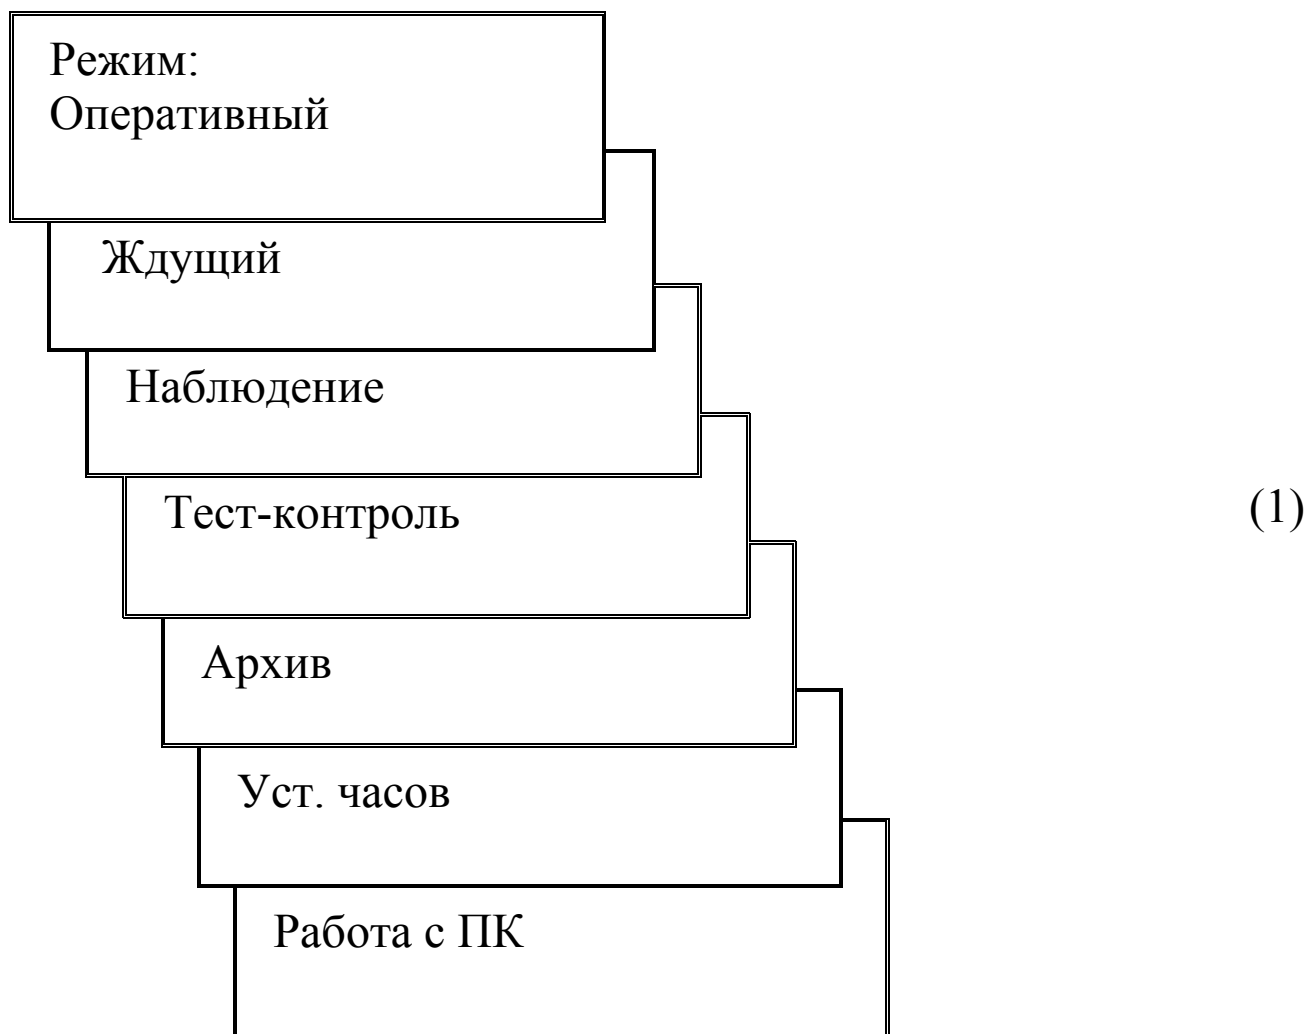 Режим:
Оперативный
Ждущий
Наблюдение
Тест-контроль
(1)
Архив
Уст. часов
Работа с ПК